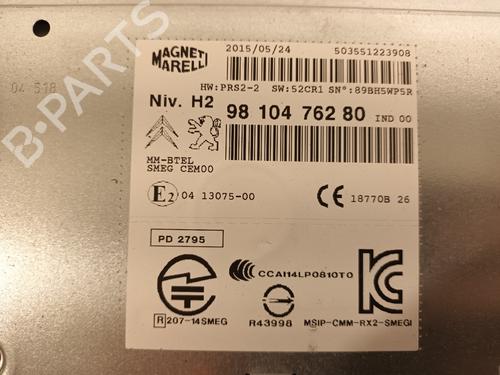 MAGNETI MARELLI
2015/05/24 503551223908
HW:PRS2-2 SW:52CR1 SN°:89BH5WP5R
Niv. H2
98 104 762 80 IND 00
MM-BTEL
SMEG CEM00
E2 04 13075-00 CE 18770B 26
PD 2795
CCAI14LP0810T0
R 207-14SMEG R43998 MSIP-CMM-RX2-SMEGI
04 518
B-PARTS